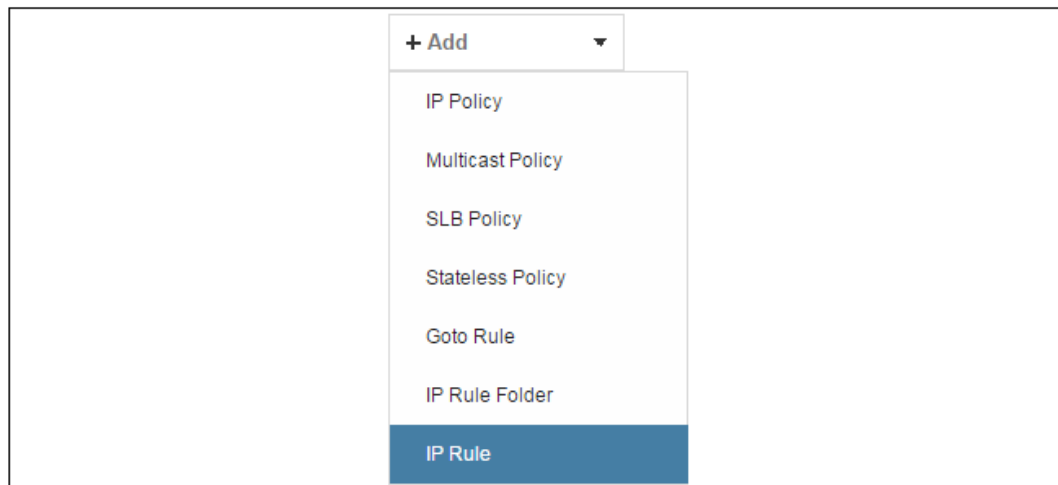 + Add
IP Policy
Multicast Policy
SLB Policy
Stateless Policy
Goto Rule
IP Rule Folder
IP Rule